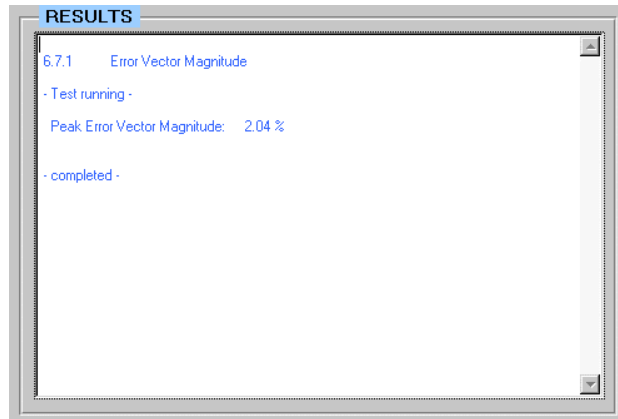 RESULTS
6.7.1 Error Vector Magnitude
- Test running -
Peak Error Vector Magnitude: 2.04 %
- completed -